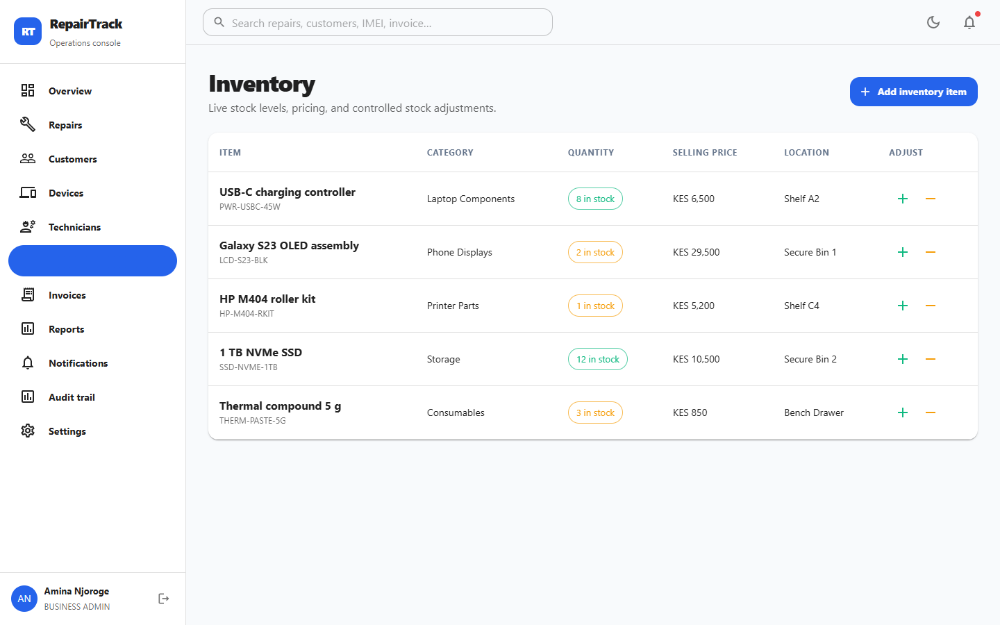 RT
RepairTrack
Operations console
Overview
Repairs
Customers
Devices
Technicians
Invoices
Reports
Notifications
Audit trail
Settings
AN
Amina Njoroge
BUSINESS ADMIN
Search repairs, customers, IMEI, invoice...
Inventory
Live stock levels, pricing, and controlled stock adjustments.
Add inventory item
ITEM CATEGORY QUANTITY SELLING PRICE LOCATION ADJUST
USB-C charging controller
PWR-USBC-45W
Laptop Components 8 in stock KES 6,500 Shelf A2
Galaxy S23 OLED assembly
LCD-S23-BLK
Phone Displays 2 in stock KES 29,500 Secure Bin 1
HP M404 roller kit
HP-M404-RKIT
Printer Parts 1 in stock KES 5,200 Shelf C4
1 TB NVMe SSD
SSD-NVME-1TB
Storage 12 in stock KES 10,500 Secure Bin 2
Thermal compound 5 g
THERM-PASTE-5G
Consumables 3 in stock KES 850 Bench Drawer